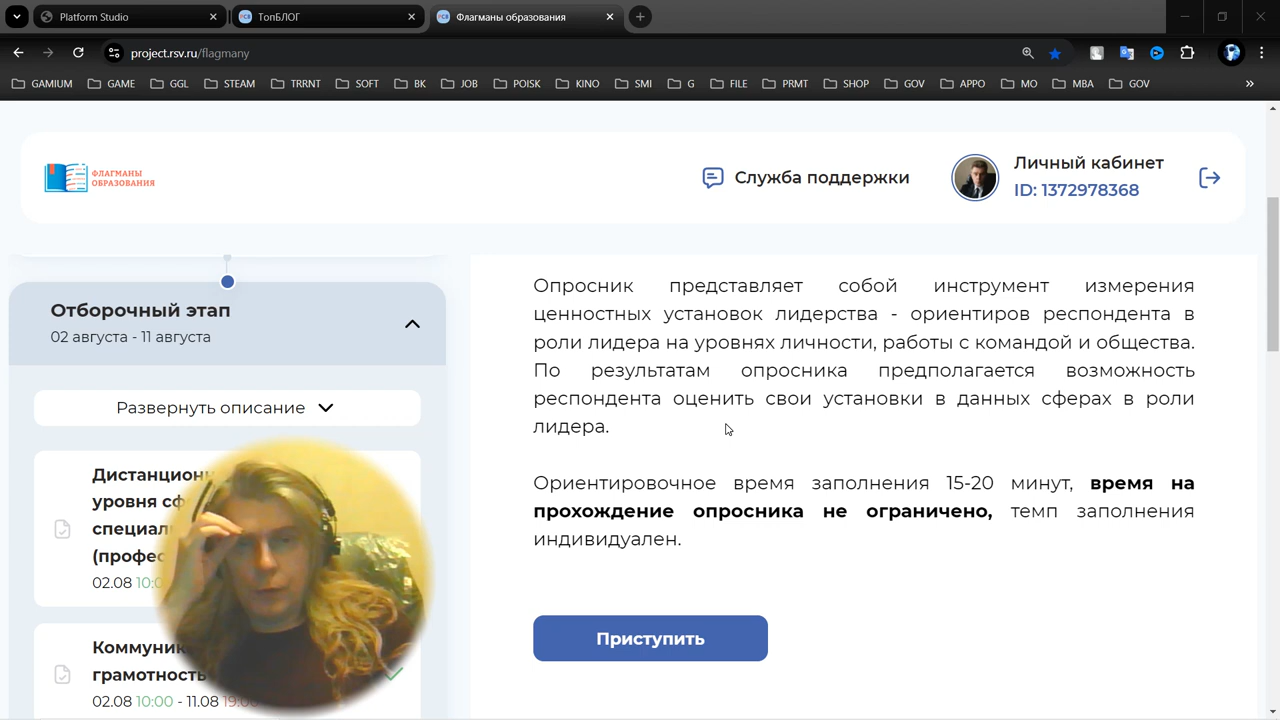 Platform Studio
ТопБЛОГ
Флагманы образования
project.rsv.ru/flagmany
GAMIUM GAME GGL STEAM TRRNT SOFT BK JOB POISK KINO SMI G FILE PRMT SHOP GOV APPO MO MBA GOV
ФЛАГМАНЫ
ОБРАЗОВАНИЯ
Служба поддержки
Личный кабинет
ID: 1372978368
Отборочный этап
02 августа - 11 августа
Развернуть описание
Дистанционн
уровня сф
специал
(профес
02.08 10:0
Коммуник
грамотность
02.08 10:00 - 11.08 19:00
Опросник представляет собой инструмент измерения
ценностных установок лидерства - ориентиров респондента в
роли лидера на уровнях личности, работы с командой и общества.
По результатам опросника предполагается возможность
респондента оценить свои установки в данных сферах в роли
лидера.
Ориентировочное время заполнения 15-20 минут, время на
прохождение опросника не ограничено, темп заполнения
индивидуален.
Приступить